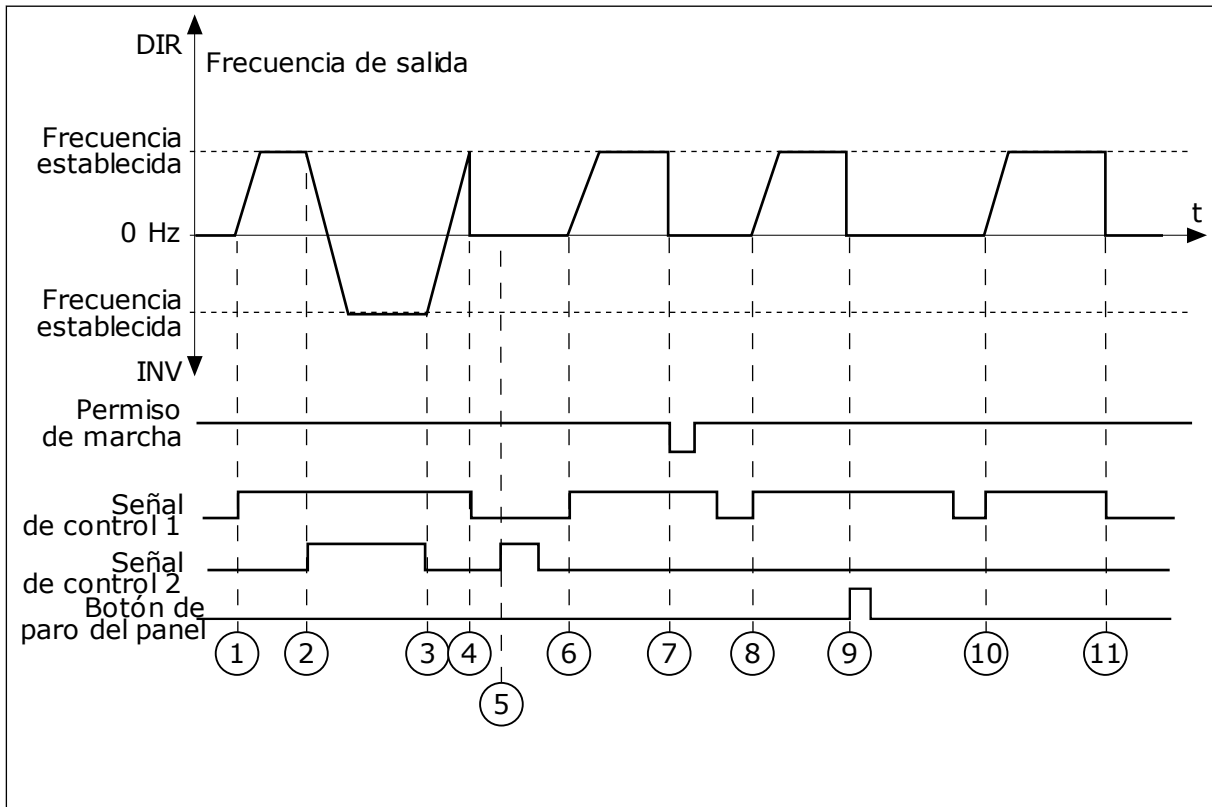 DIR
Frecuencia de salida
Frecuencia
establecida
t
0 Hz
Frecuencia
establecida
INV
Permiso
de marcha
Señal
de control 1
Señal
de control 2
Botón de
paro del panel
1 2 3 4 6 7 8 9 10 11
5